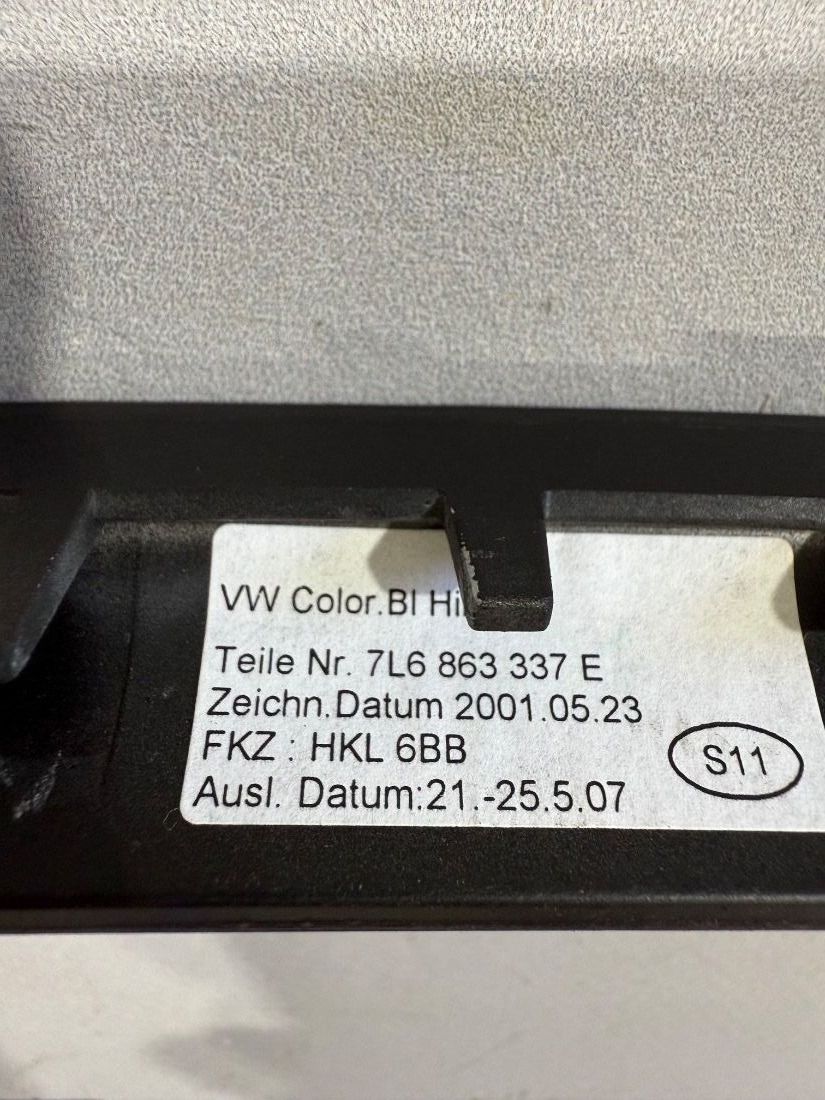 VW Color.Bl
Teile Nr. 7L6 863 337 E
Zeichn.Datum 2001.05.23
FKZ : HKL 6BB
S11
Ausl. Datum:21.-25.5.07